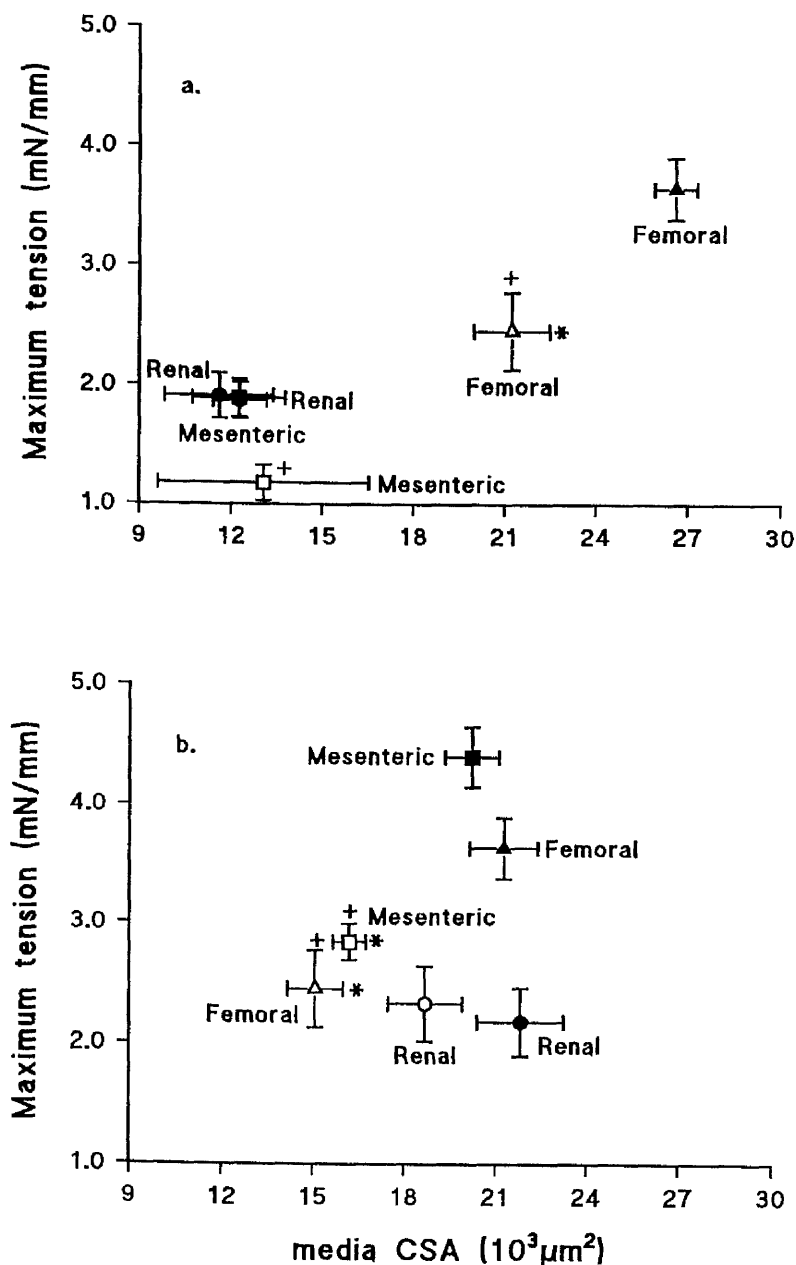 5.0
a.
4.0
Maximum tension (mN/mm)
Femoral
3.0
+
*
Femoral
2.0
Renal
Renal
Mesenteric
+
Mesenteric
1.0
9 12 15 18 21 24 27 30
5.0
b.
Mesenteric
4.0
Maximum tension (mN/mm)
Femoral
3.0
+ Mesenteric
+ *
*
Femoral
2.0
Renal
Renal
1.0
9 12 15 18 21 24 27 30
media CSA (10³μm²)